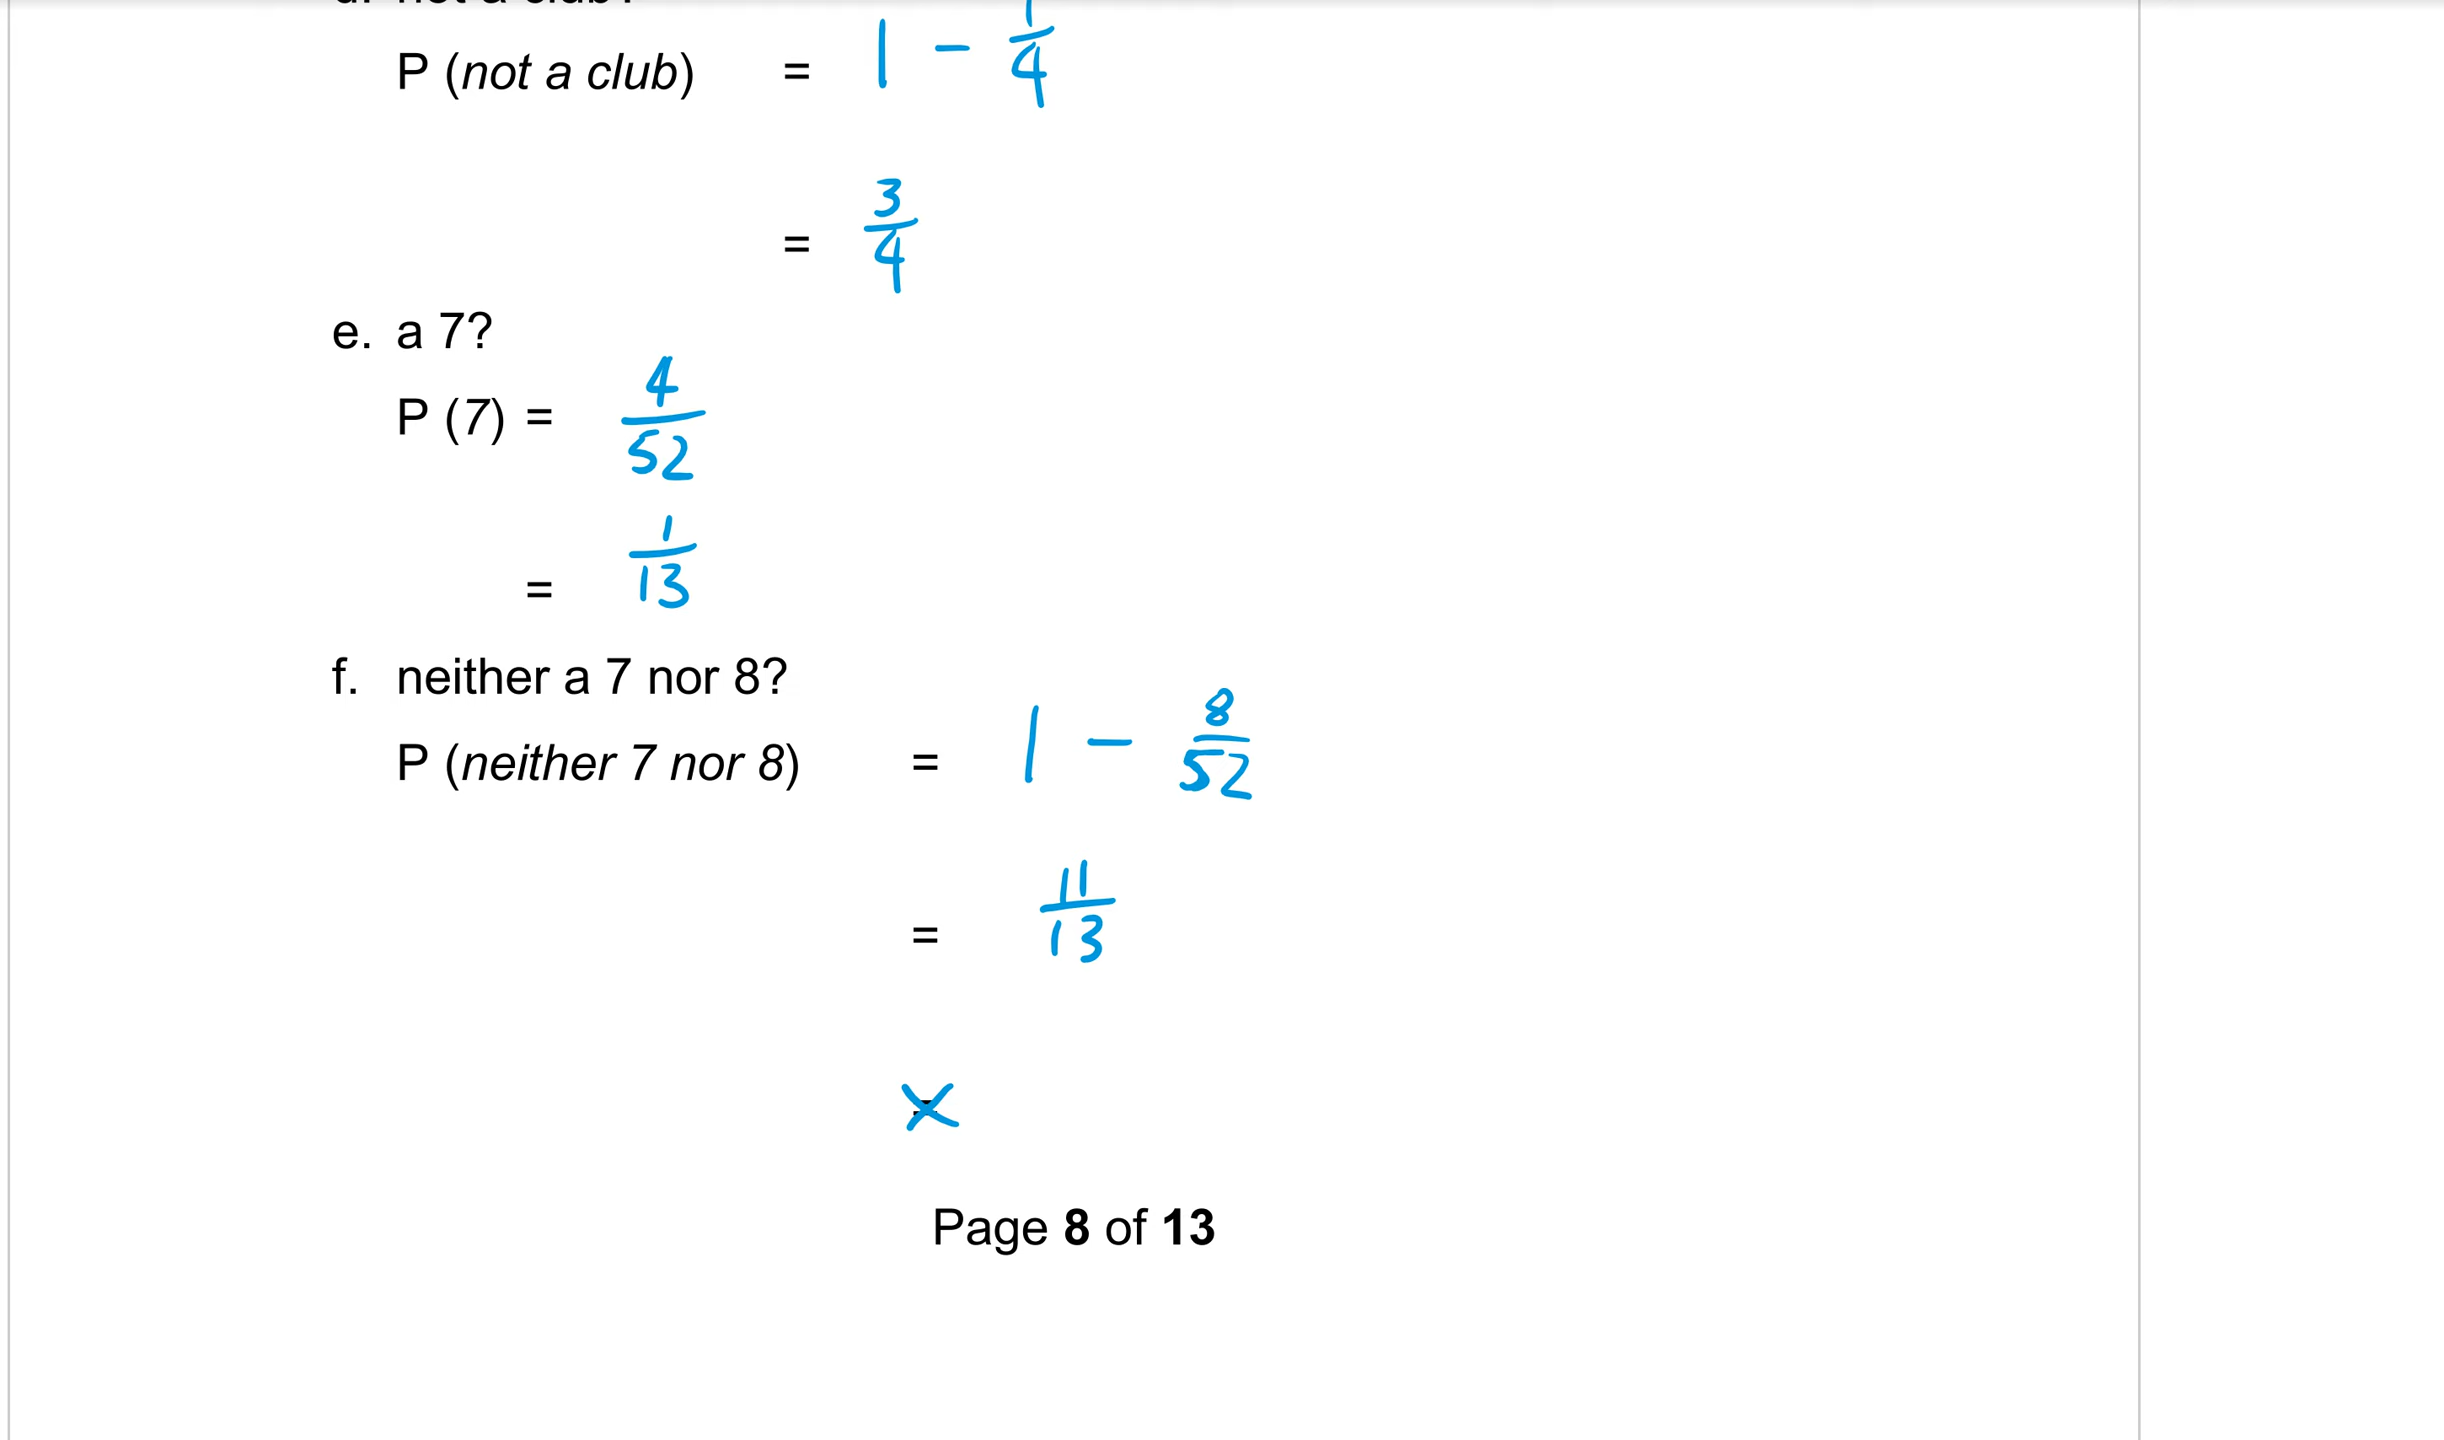 P (not a club) = 1 - 1/4
= 3/4
e. a 7?
P (7) = 4/52
= 1/13
f. neither a 7 nor 8?
P (neither 7 nor 8) = 1 - 8/52
= 11/13
=
Page 8 of 13